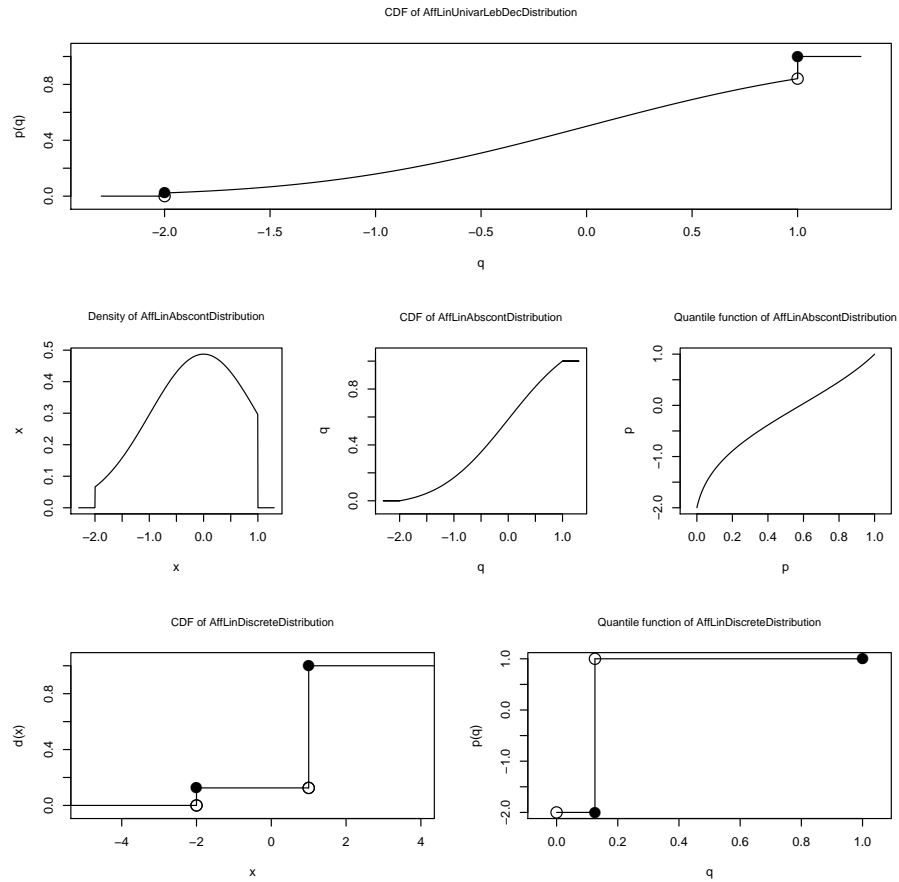 CDF of AffLinUnivarLebDecDistribution
p(q)
0.0 0.4 0.8
−2.0 −1.5 −1.0 −0.5 0.0 0.5 1.0
q
Density of AffLinAbscontDistribution
x
0.0 0.1 0.2 0.3 0.4 0.5
−2.0 −1.0 0.0 1.0
x
CDF of AffLinAbscontDistribution
q
0.0 0.4 0.8
−2.0 −1.0 0.0 1.0
q
Quantile function of AffLinAbscontDistribution
p
−2.0 −1.0 0.0 1.0
0.0 0.2 0.4 0.6 0.8 1.0
p
CDF of AffLinDiscreteDistribution
d(x)
0.0 0.4 0.8
−4 −2 0 2 4
x
Quantile function of AffLinDiscreteDistribution
p(q)
−2.0 −1.0 0.0 1.0
0.0 0.2 0.4 0.6 0.8 1.0
q